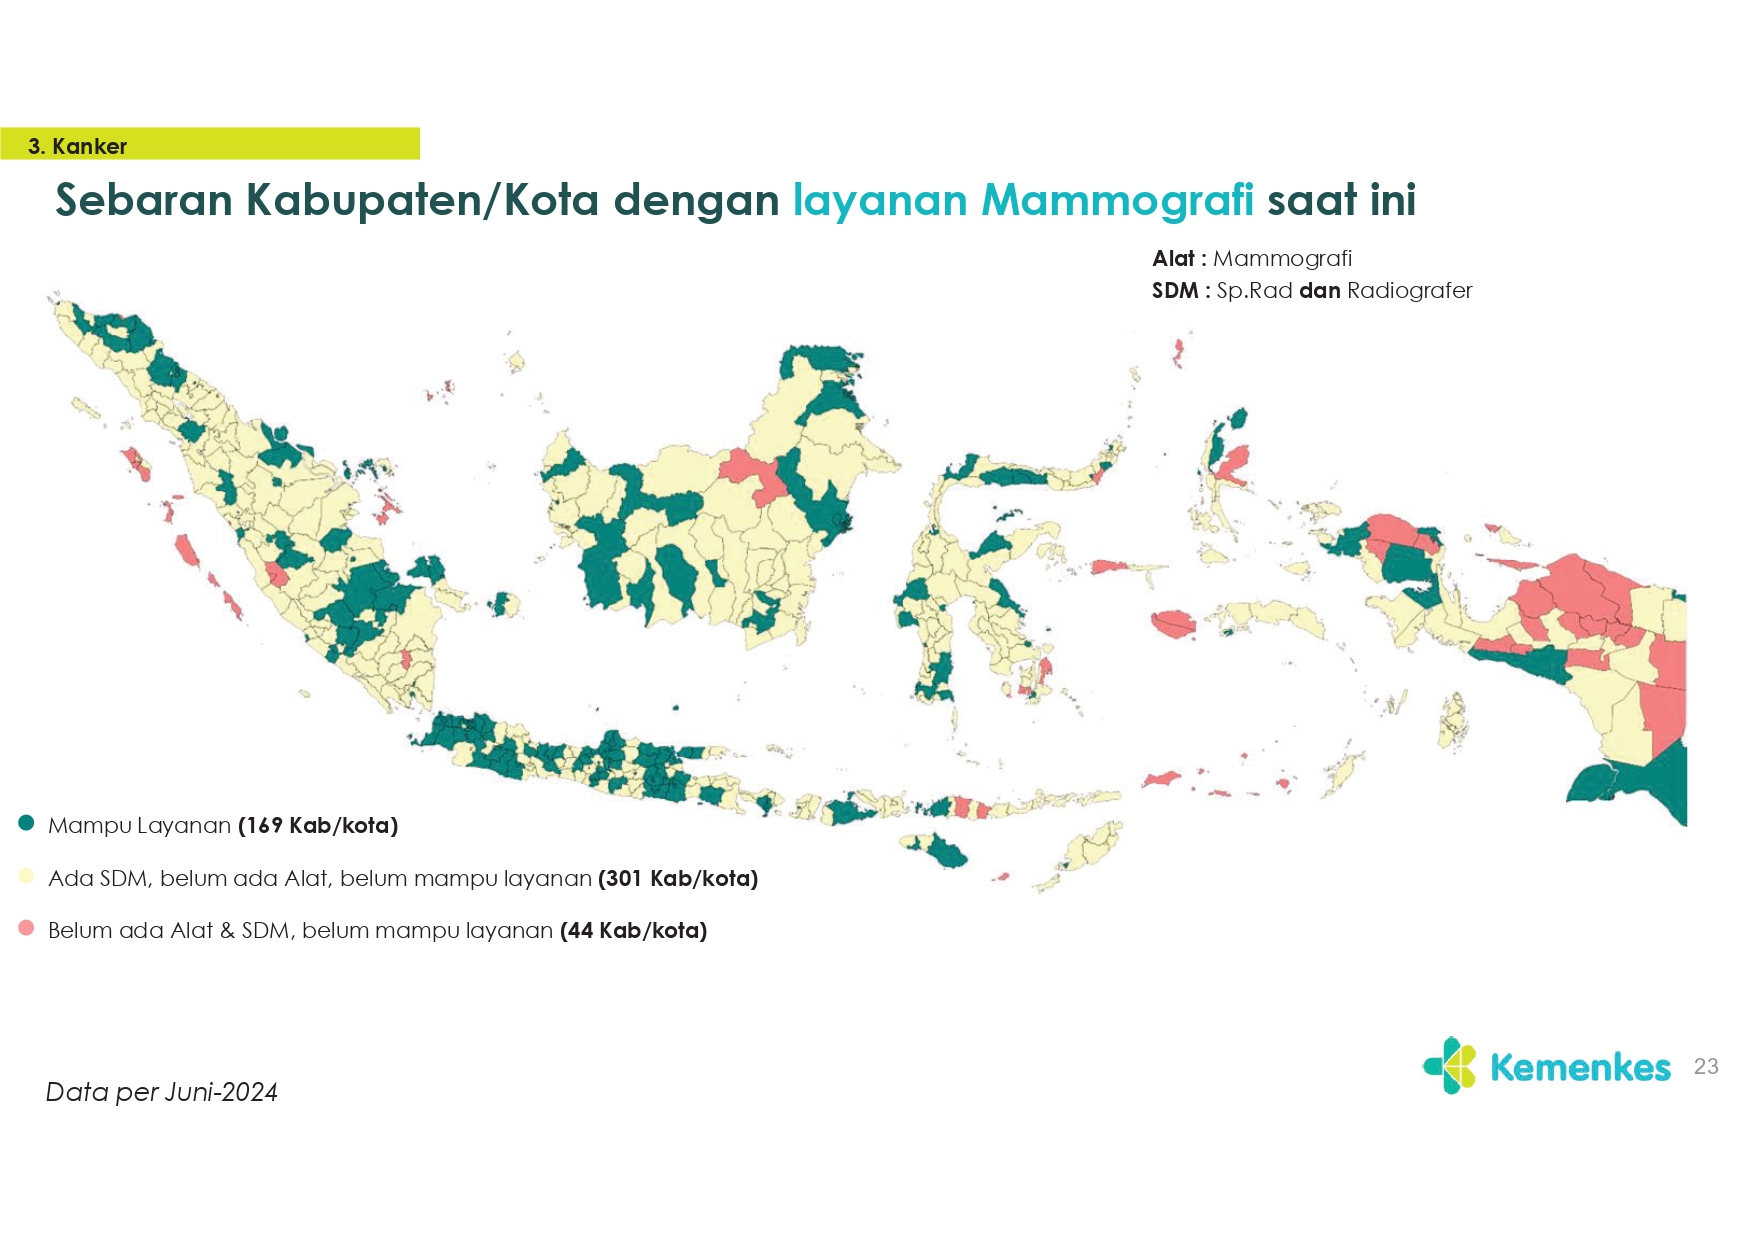 3. Kanker
Sebaran Kabupaten/Kota dengan layanan Mammografi saat ini
Alat : Mammografi
SDM : Sp.Rad dan Radiografer
Mampu Layanan (169 Kab/kota)
Ada SDM, belum ada Alat, belum mampu layanan (301 Kab/kota)
Belum ada Alat & SDM, belum mampu layanan (44 Kab/kota)
Kemenkes
23
Data per Juni-2024